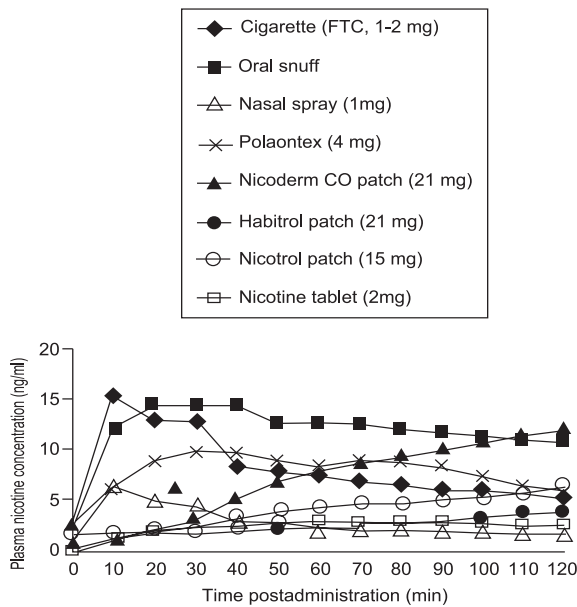 Cigarette (FTC, 1-2 mg)
Oral snuff
Nasal spray (1mg)
Polaontex (4 mg)
Nicoderm CO patch (21 mg)
Habitrol patch (21 mg)
Nicotrol patch (15 mg)
Nicotine tablet (2mg)
Plasma nicotine concentration (ng/ml)
20
15
10
5
0
0 10 20 30 40 50 60 70 80 90 100 110 120
Time postadministration (min)